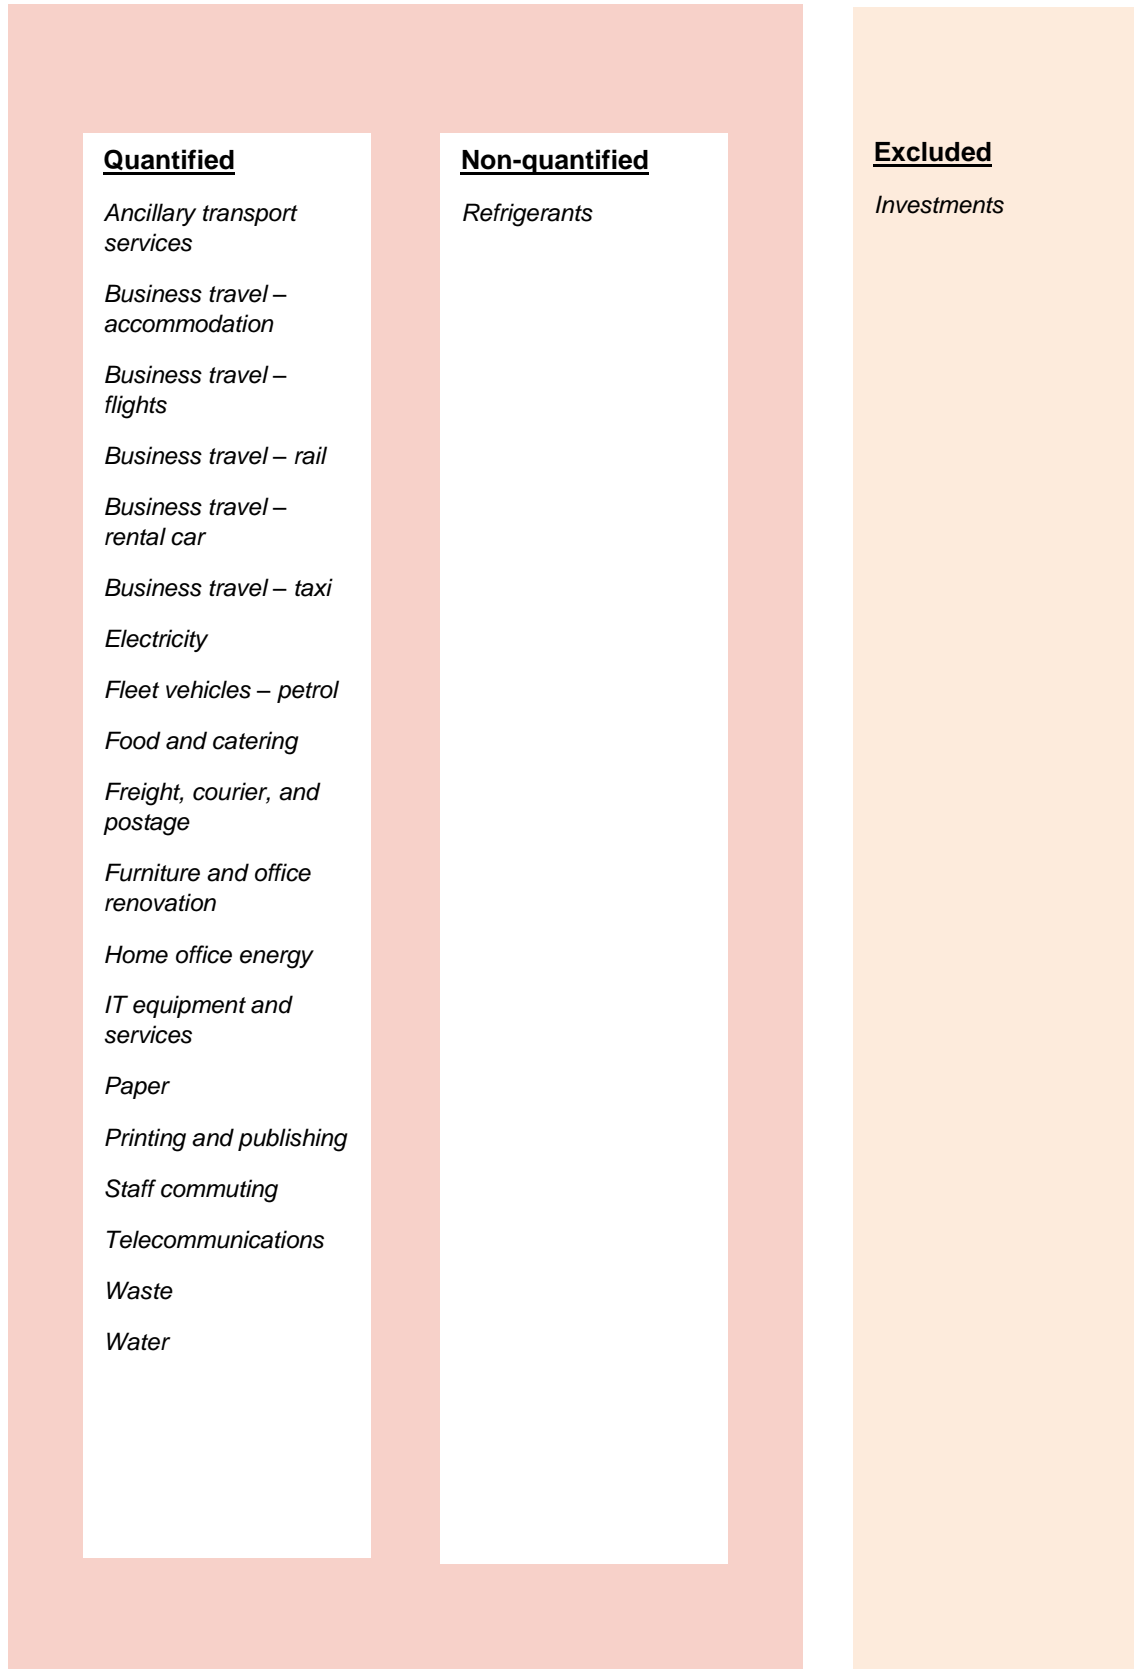 Quantified
Ancillary transport
services
Business travel –
accommodation
Business travel –
flights
Business travel – rail
Business travel –
rental car
Business travel – taxi
Electricity
Fleet vehicles – petrol
Food and catering
Freight, courier, and
postage
Furniture and office
renovation
Home office energy
IT equipment and
services
Paper
Printing and publishing
Staff commuting
Telecommunications
Waste
Water
Non-quantified
Refrigerants
Excluded
Investments